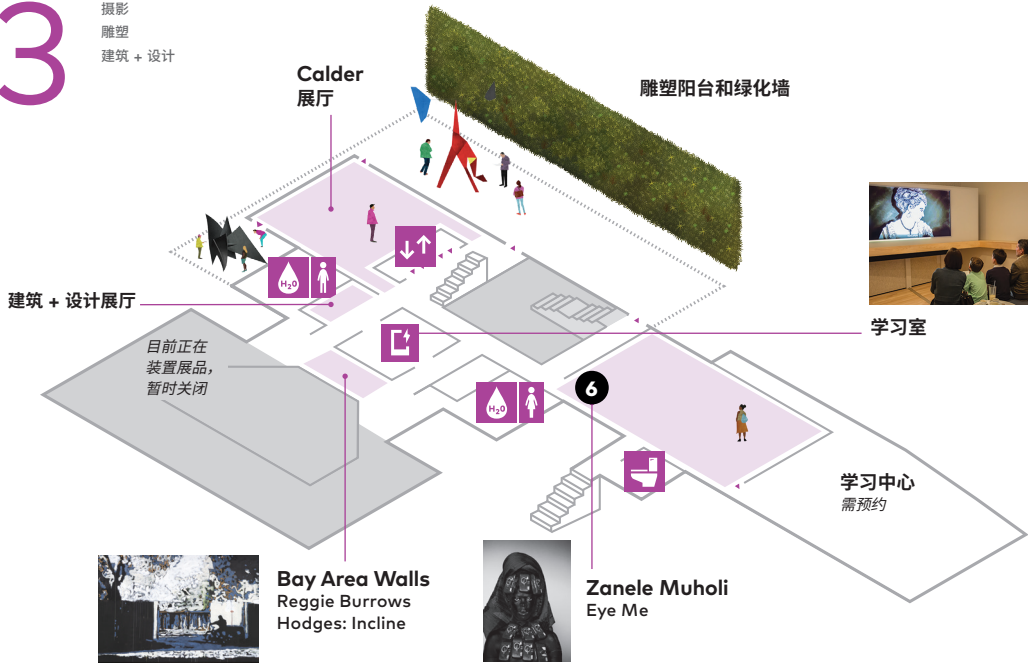 3
摄影
雕塑
建筑 + 设计
Calder
展厅
雕塑阳台和绿化墙
H2O
建筑 + 设计展厅
学习室
目前正在
装置展品，
暂时关闭
6
H2O
学习中心
需预约
Bay Area Walls
Reggie Burrows
Hodges: Incline
Zanele Muholi
Eye Me